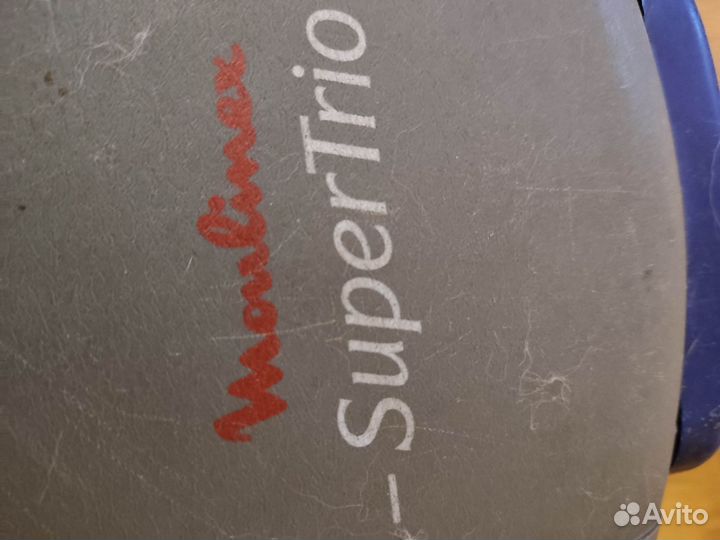 Moulinex
– SuperTrio
Avito